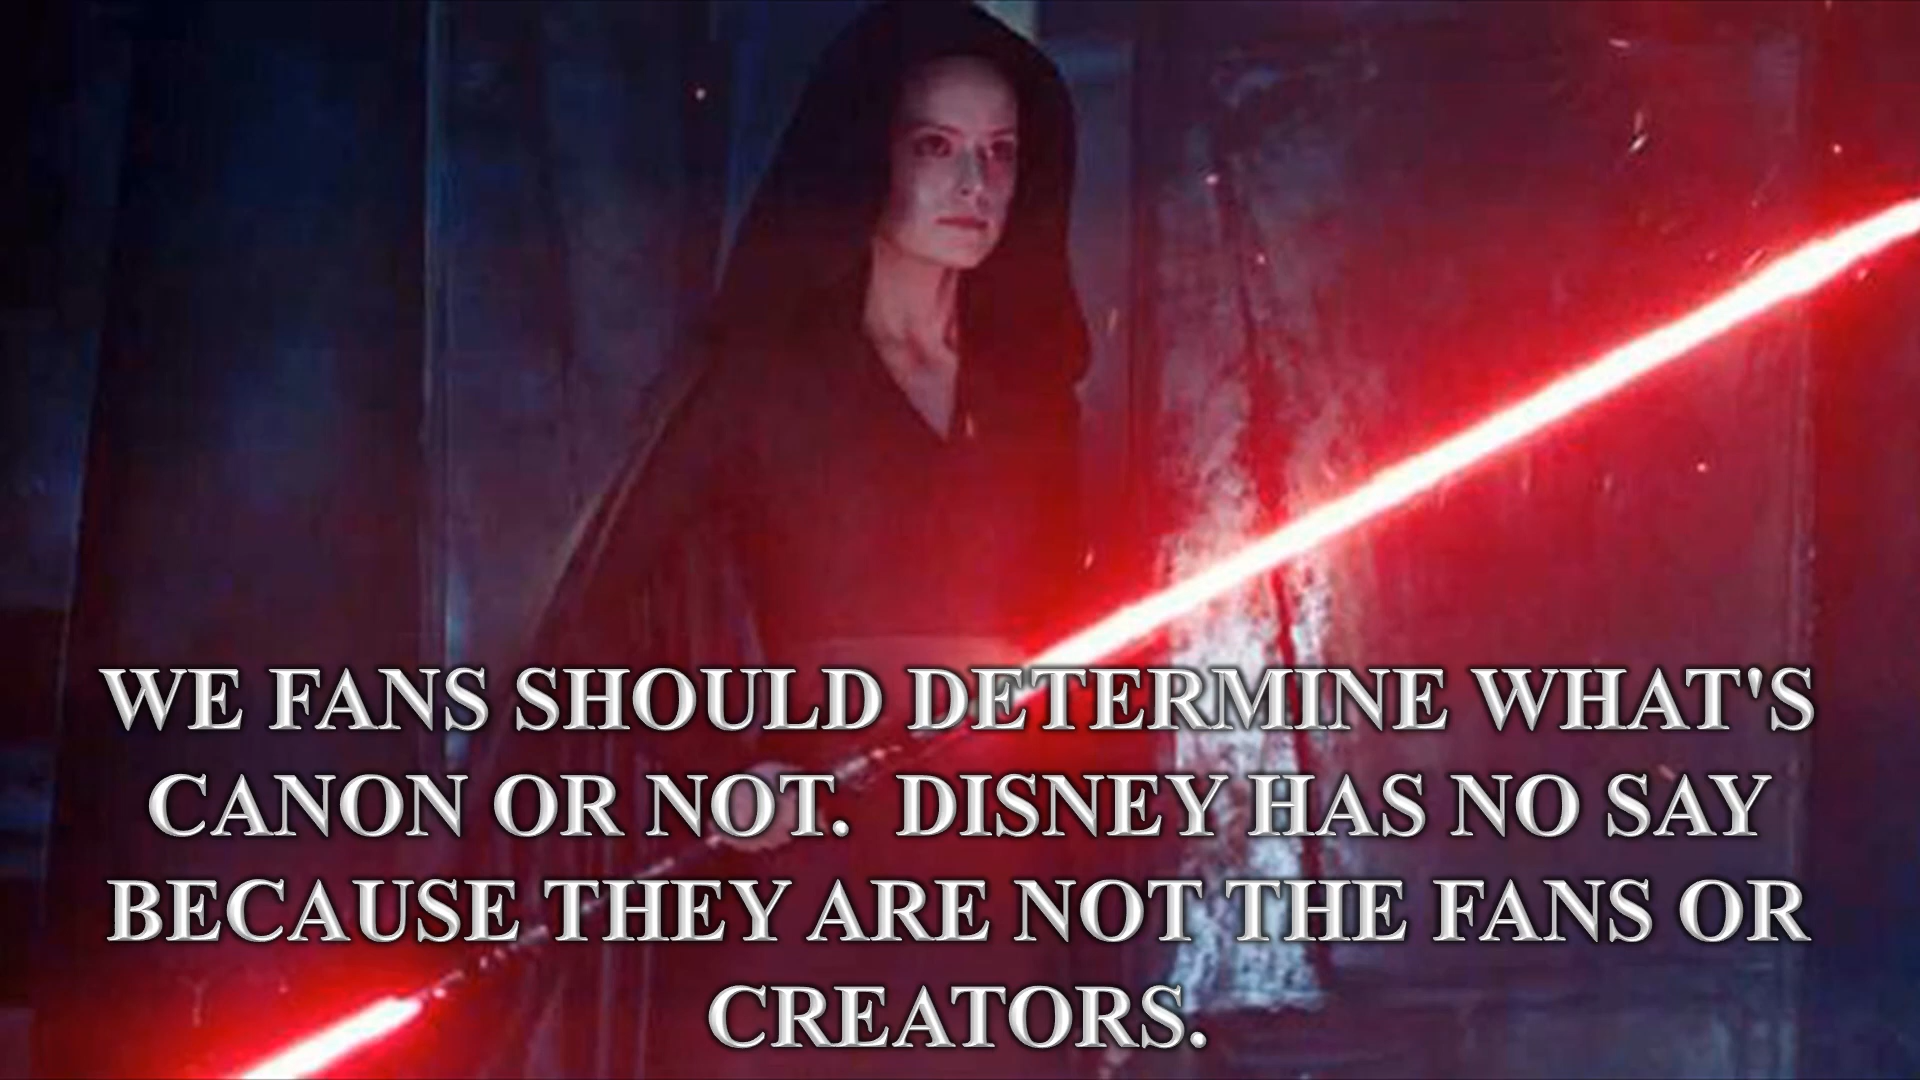 WE FANS SHOULD DETERMINE WHAT'S
CANON OR NOT. DISNEY HAS NO SAY
BECAUSE THEY ARE NOT THE FANS OR
CREATORS.